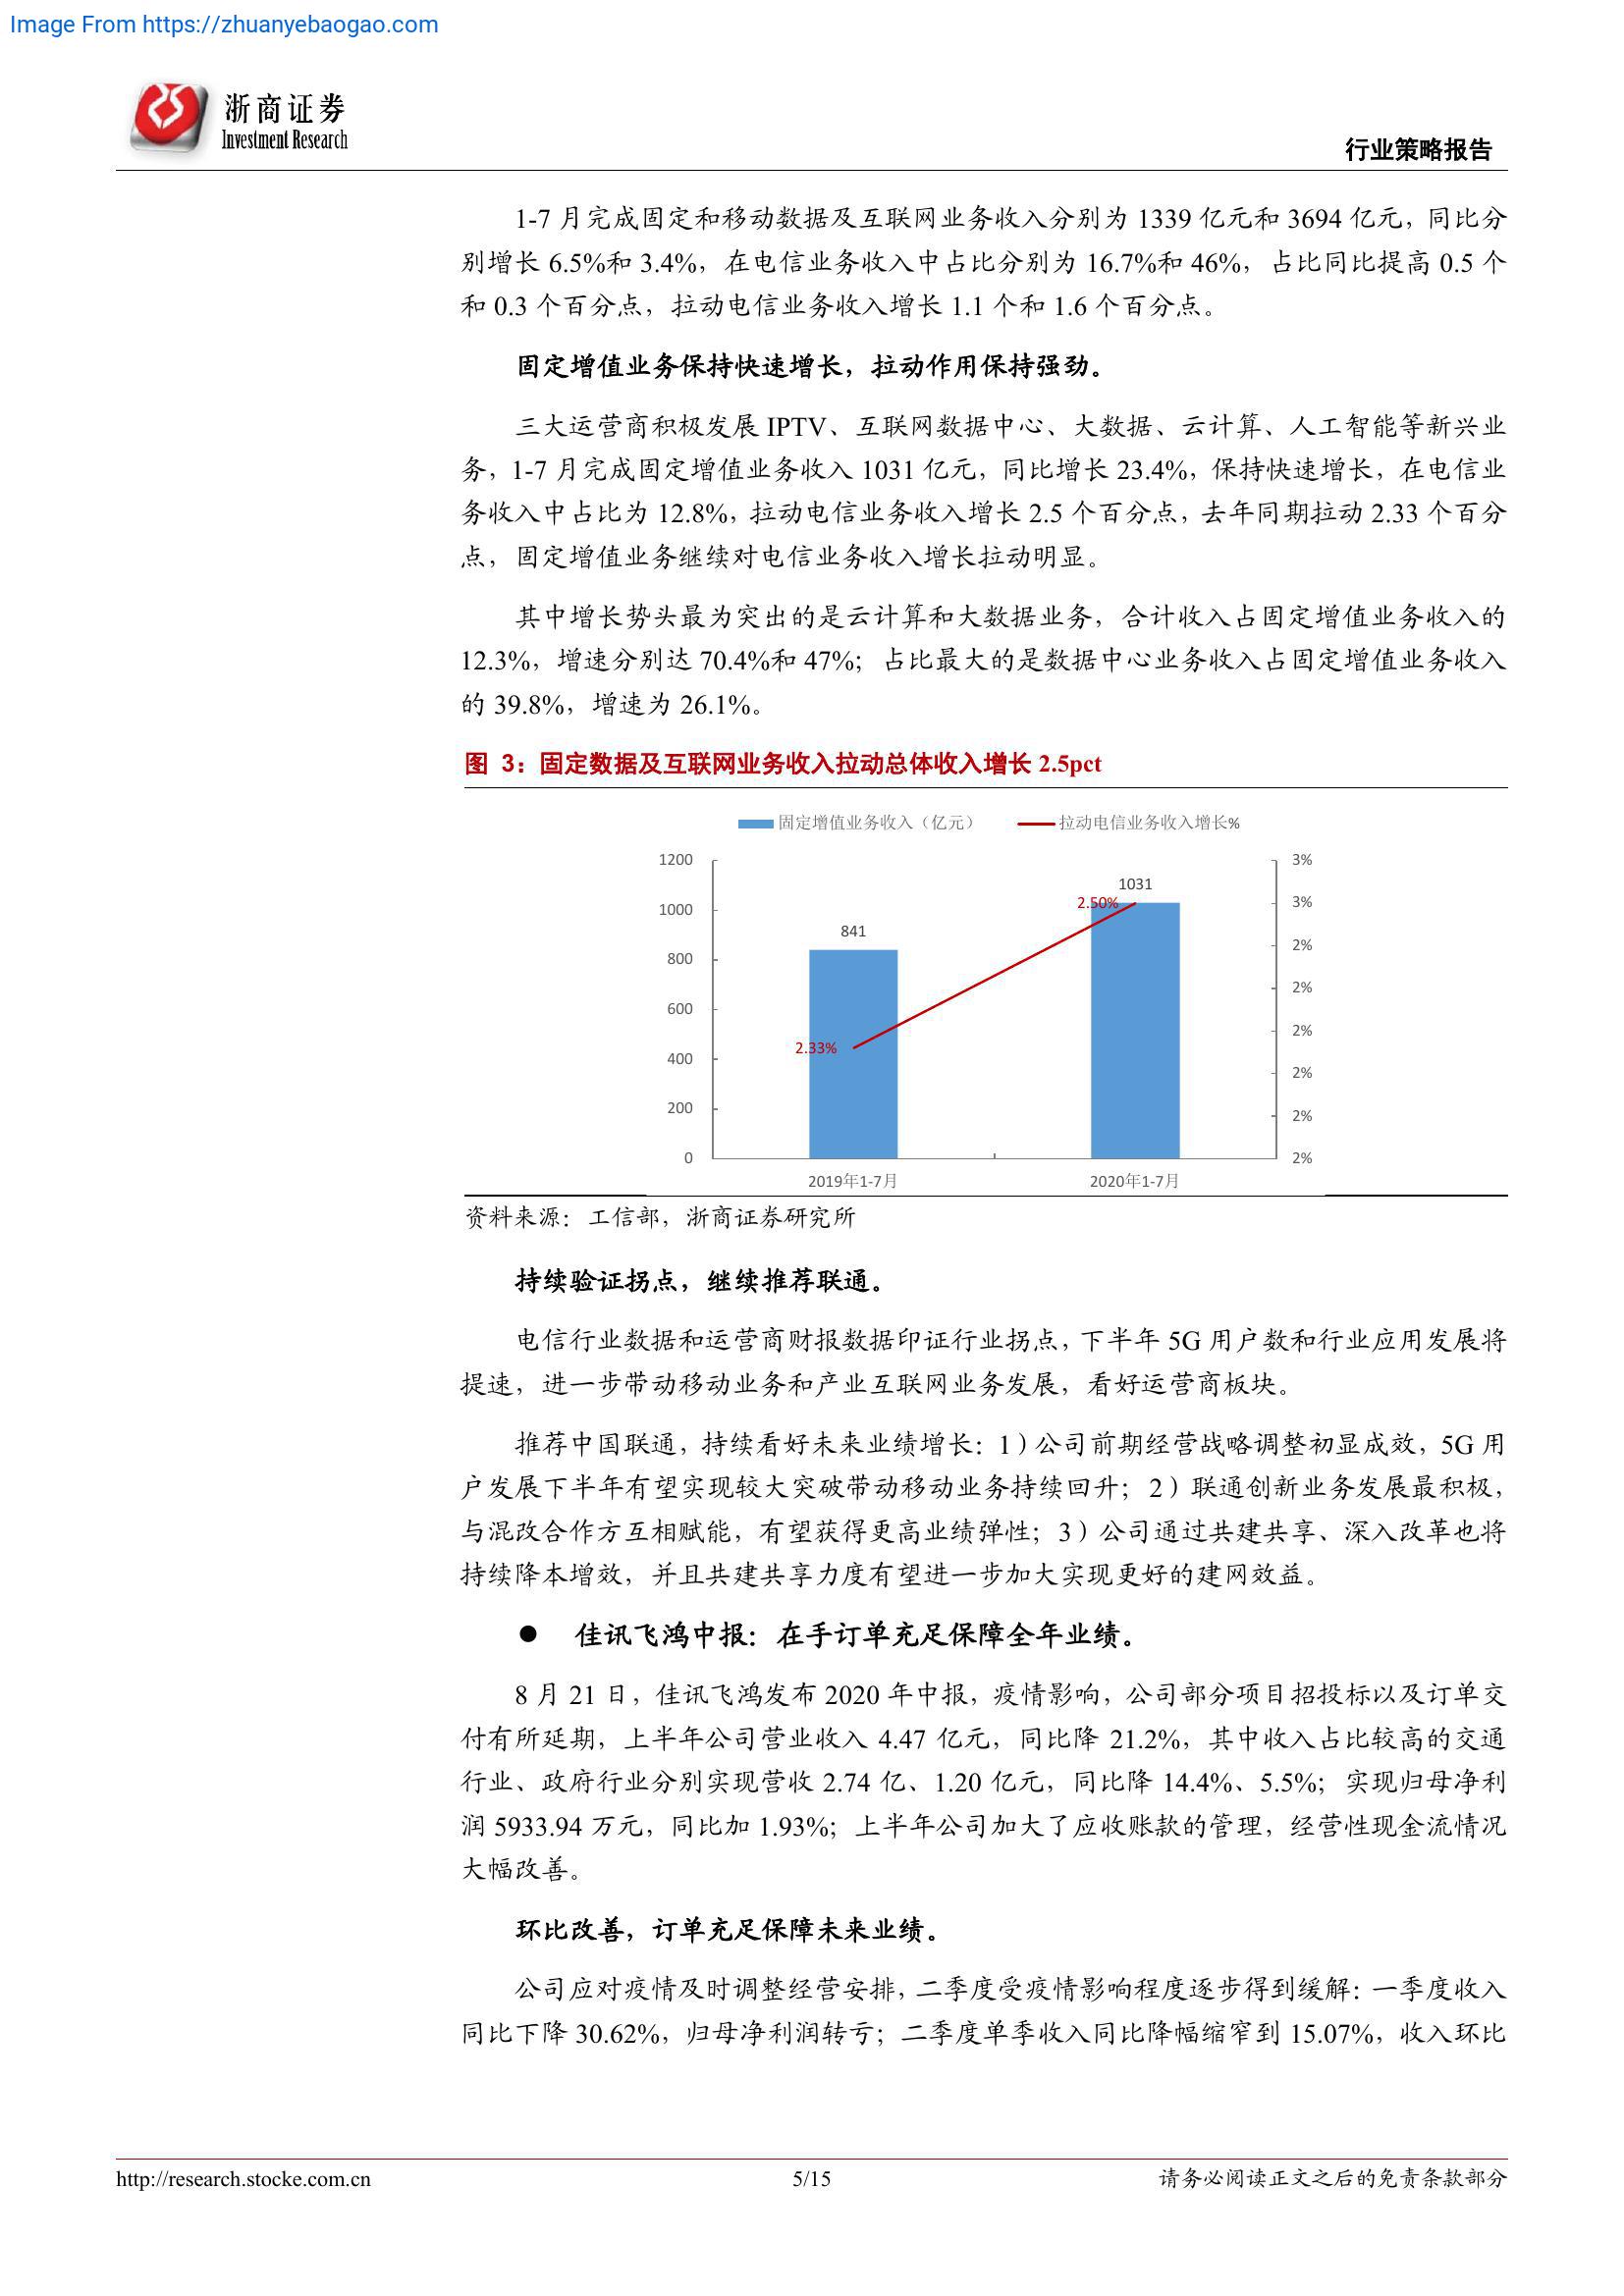 Image From https://zhuanyebaogao.com
浙商证券
Investment Research
行业策略报告
1-7 月完成固定和移动数据及互联网业务收入分别为 1339 亿元和 3694 亿元，同比分
别增长 6.5%和 3.4%，在电信业务收入中占比分别为 16.7%和 46%，占比同比提高 0.5 个
和 0.3 个百分点，拉动电信业务收入增长 1.1 个和 1.6 个百分点。
固定增值业务保持快速增长，拉动作用保持强劲。
三大运营商积极发展 IPTV、互联网数据中心、大数据、云计算、人工智能等新兴业
务，1-7 月完成固定增值业务收入 1031 亿元，同比增长 23.4%，保持快速增长，在电信业
务收入中占比为 12.8%，拉动电信业务收入增长 2.5 个百分点，去年同期拉动 2.33 个百分
点，固定增值业务继续对电信业务收入增长拉动明显。
其中增长势头最为突出的是云计算和大数据业务，合计收入占固定增值业务收入的
12.3%，增速分别达 70.4%和 47%；占比最大的是数据中心业务收入占固定增值业务收入
的 39.8%，增速为 26.1%。
图 3：固定数据及互联网业务收入拉动总体收入增长 2.5pct
固定增值业务收入（亿元） 拉动电信业务收入增长%
1200 3%
1031
1000 2.50% 3%
841
800 2%
2%
600
2%
400 2.33% 2%
200 2%
0 2%
2019年1-7月 2020年1-7月
资料来源：工信部，浙商证券研究所
持续验证拐点，继续推荐联通。
电信行业数据和运营商财报数据印证行业拐点，下半年 5G 用户数和行业应用发展将
提速，进一步带动移动业务和产业互联网业务发展，看好运营商板块。
推荐中国联通，持续看好未来业绩增长：1）公司前期经营战略调整初显成效，5G 用
户发展下半年有望实现较大突破带动移动业务持续回升；2）联通创新业务发展最积极，
与混改合作方互相赋能，有望获得更高业绩弹性；3）公司通过共建共享、深入改革也将
持续降本增效，并且共建共享力度有望进一步加大实现更好的建网效益。
● 佳讯飞鸿中报：在手订单充足保障全年业绩。
8 月 21 日，佳讯飞鸿发布 2020 年中报，疫情影响，公司部分项目招投标以及订单交
付有所延期，上半年公司营业收入 4.47 亿元，同比降 21.2%，其中收入占比较高的交通
行业、政府行业分别实现营收 2.74 亿、1.20 亿元，同比降 14.4%、5.5%；实现归母净利
润 5933.94 万元，同比加 1.93%；上半年公司加大了应收账款的管理，经营性现金流情况
大幅改善。
环比改善，订单充足保障未来业绩。
公司应对疫情及时调整经营安排，二季度受疫情影响程度逐步得到缓解：一季度收入
同比下降 30.62%，归母净利润转亏；二季度单季收入同比降幅缩窄到 15.07%，收入环比
http://research.stocke.com.cn 5/15 请务必阅读正文之后的免责条款部分